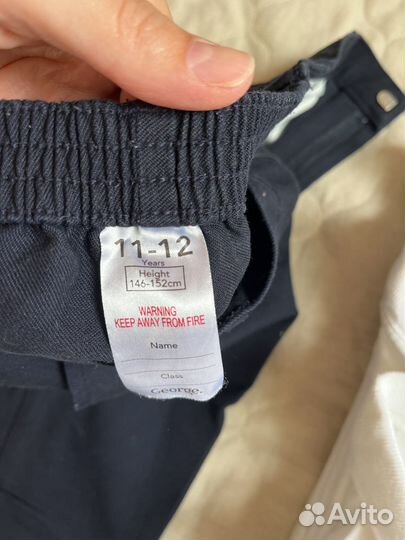 11-12
Years
Height
146-152cm
WARNING
KEEP AWAY FROM FIRE
Name
Class
George.
Avito